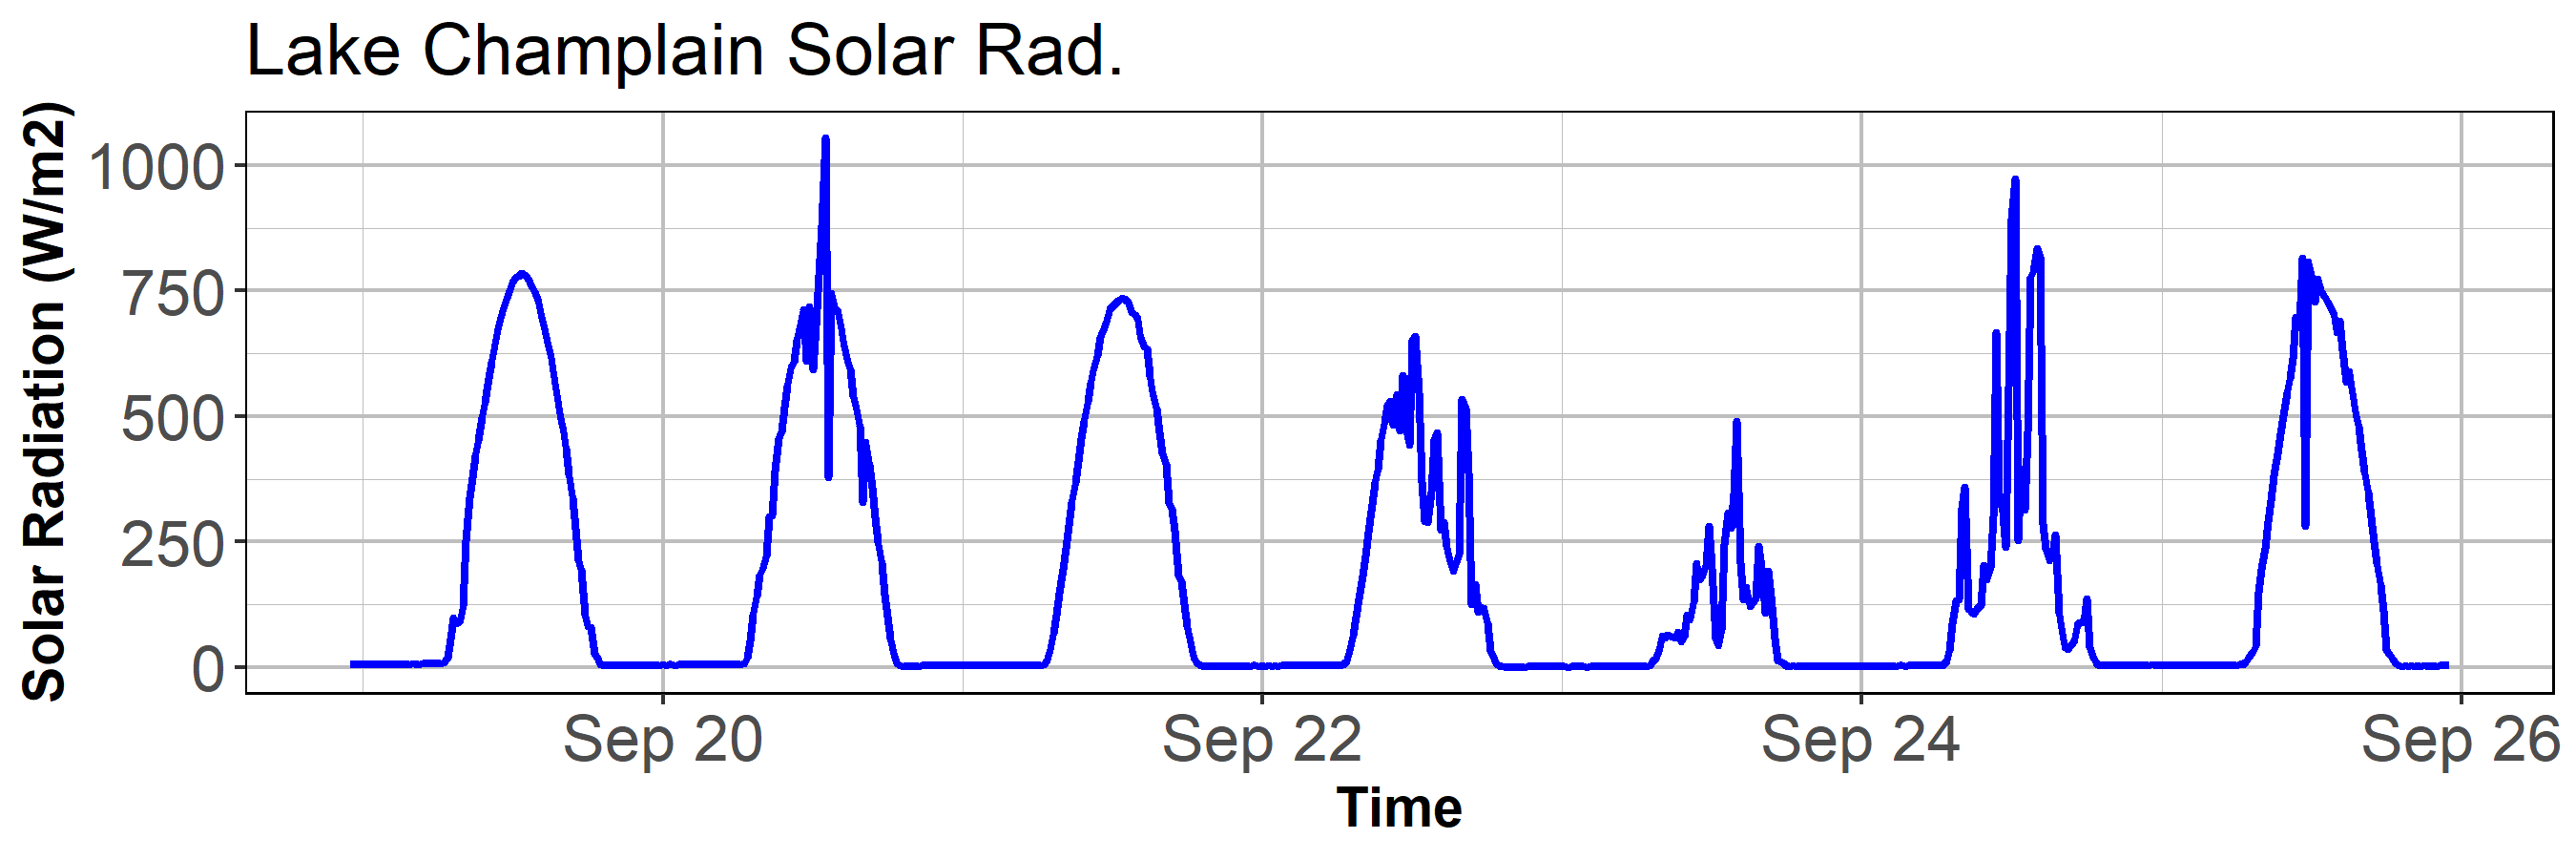 Lake Champlain Solar Rad.
Solar Radiation (W/m2)
1000
750
500
250
0
Sep 20 Sep 22 Sep 24 Sep 26
Time